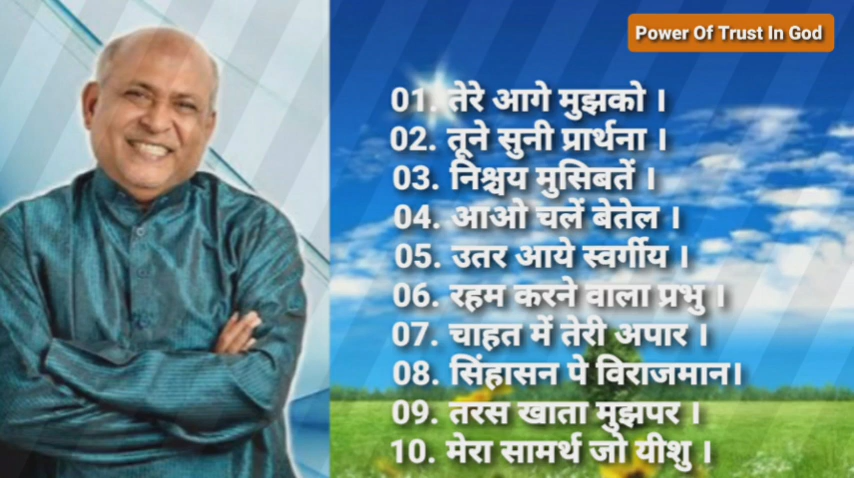 Power Of Trust In God
01. तेरे आगे मुझको ।
02. तूने सुनी प्रार्थना ।
03. निश्चय मुसिबतें ।
04. आओ चलें बेतेल ।
05. उतर आये स्वर्गीय ।
06. रहम करने वाला प्रभु ।
07. चाहत में तेरी अपार ।
08. सिंहासन पे विराजमान।
09. तरस खाता मुझपर ।
10. मेरा सामर्थ जो यीशु ।